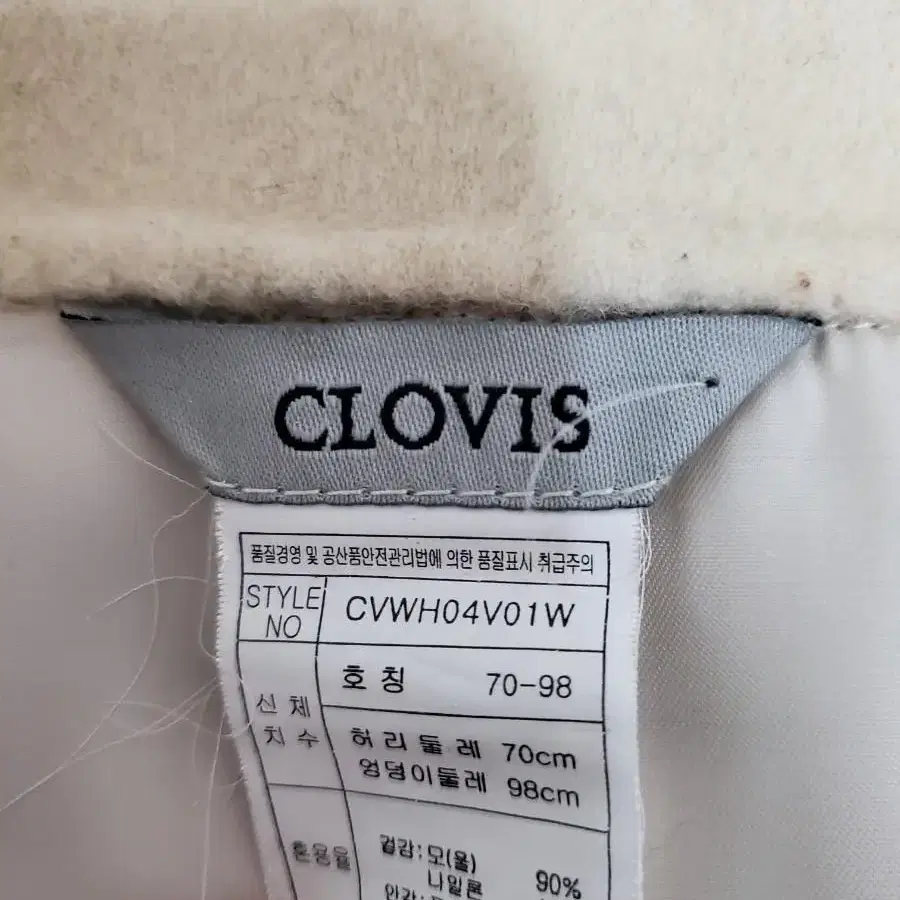 CLOVIS
품질경영 및 공산품안전관리법에 의한 품질표시 취급주의
STYLE NO CVWH04V01W
신체 치수
호칭 70-98
허리둘레 70cm
엉덩이둘레 98cm
혼용율
겉감:모(울) 90%
나일론